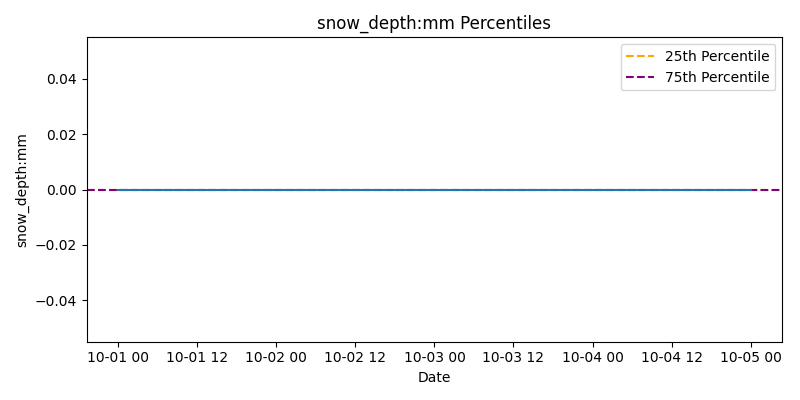 snow_depth:mm Percentiles
25th Percentile
75th Percentile
0.04
0.02
0.00
−0.02
−0.04
snow_depth:mm
10-01 00 10-01 12 10-02 00 10-02 12 10-03 00 10-03 12 10-04 00 10-04 12 10-05 00
Date